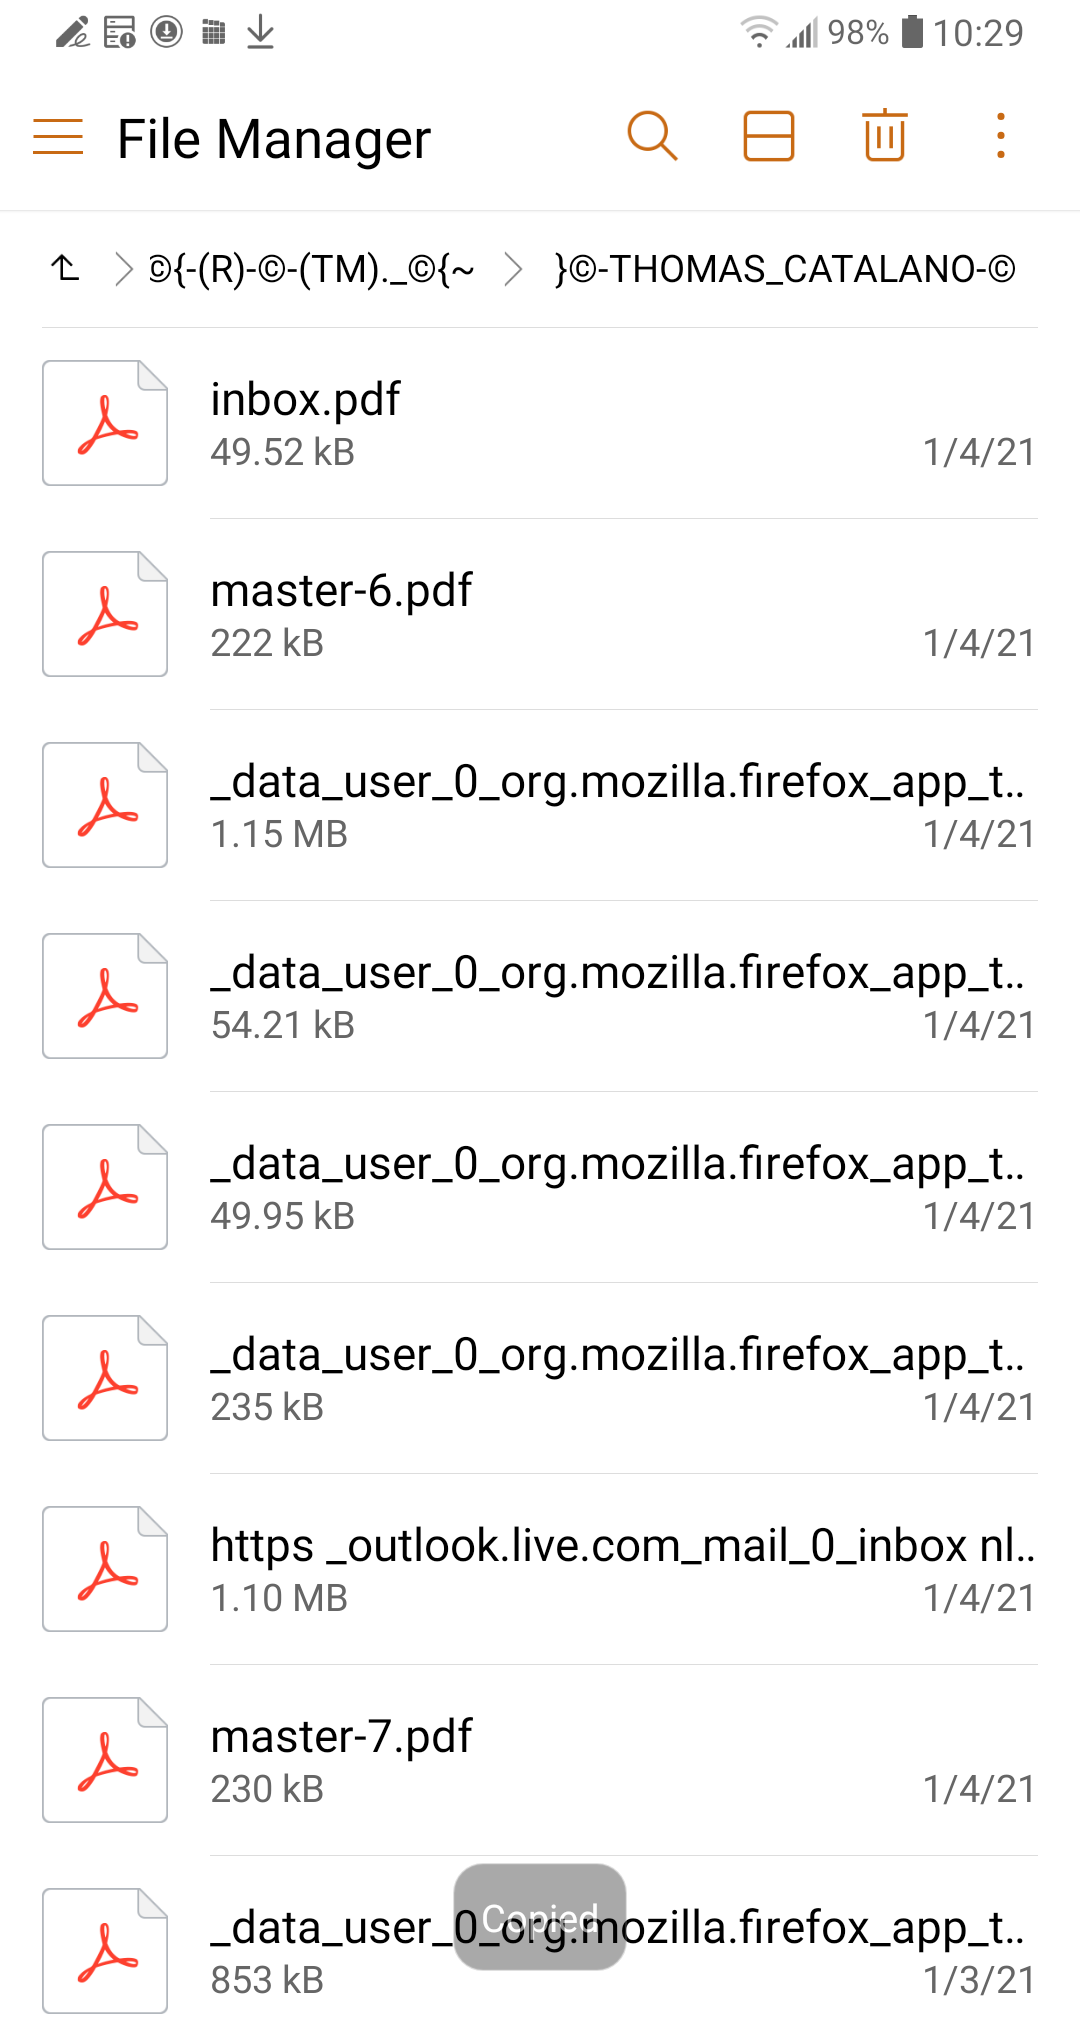 98% 10:29
File Manager
©{-(R)-©-(TM)._©{~ }©-THOMAS_CATALANO-©
inbox.pdf
49.52 kB 1/4/21
master-6.pdf
222 kB 1/4/21
_data_user_0_org.mozilla.firefox_app_t..
1.15 MB 1/4/21
_data_user_0_org.mozilla.firefox_app_t..
54.21 kB 1/4/21
_data_user_0_org.mozilla.firefox_app_t..
49.95 kB 1/4/21
_data_user_0_org.mozilla.firefox_app_t..
235 kB 1/4/21
https _outlook.live.com_mail_0_inbox nl..
1.10 MB 1/4/21
master-7.pdf
230 kB 1/4/21
_data_user_0_org.mozilla.firefox_app_t..
Copied
853 kB 1/3/21